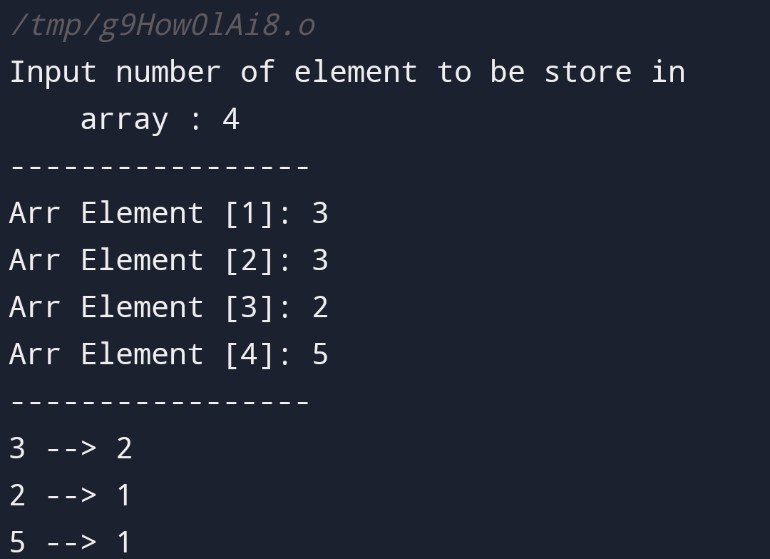 /tmp/g9HowOlAi8.o
Input number of element to be store in
array : 4
-----------------
Arr Element [1]: 3
Arr Element [2]: 3
Arr Element [3]: 2
Arr Element [4]: 5
-----------------
3 --> 2
2 --> 1
5 --> 1